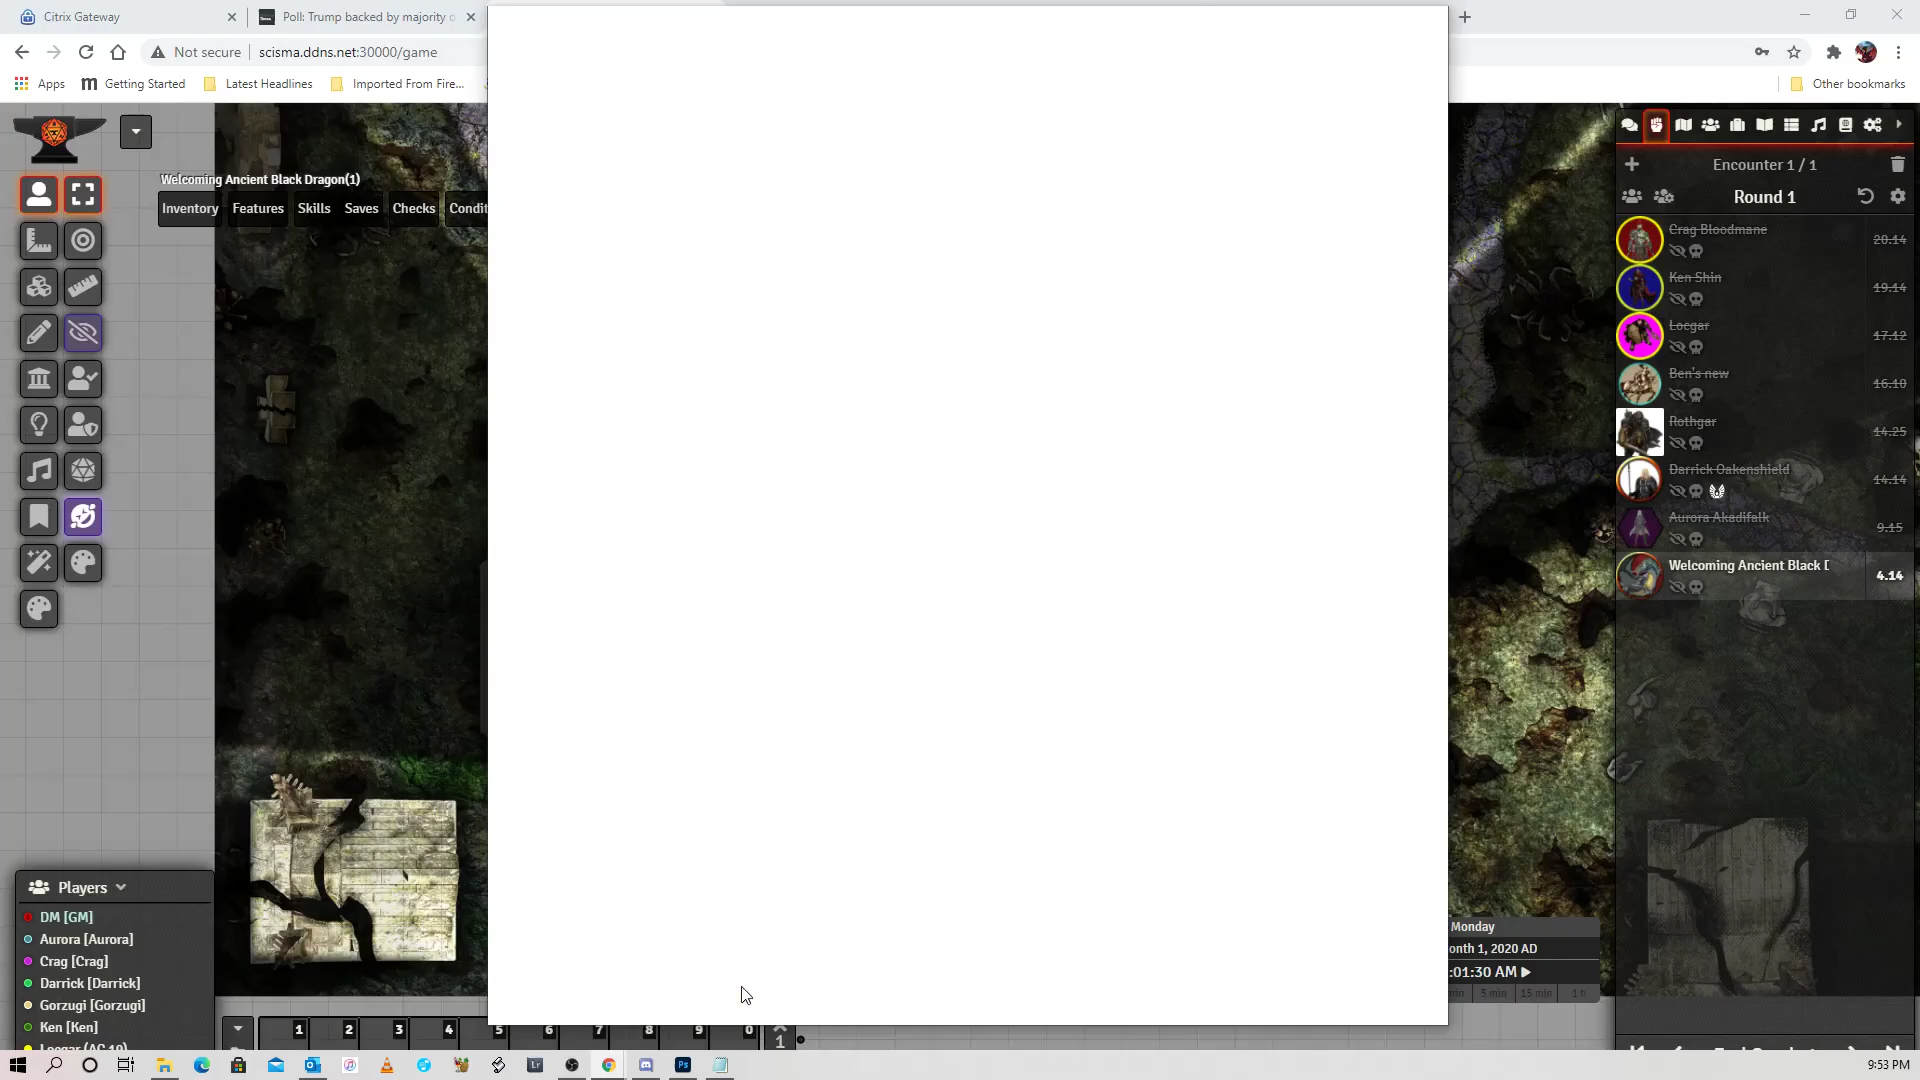 Citrix Gateway
Poll: Trump backed by majority o
Not secure
scisma.ddns.net:30000/game
Apps
Getting Started
Latest Headlines
Imported From Fire...
Other bookmarks
Welcoming Ancient Black Dragon(1)
Inventory
Features
Skills
Saves
Checks
Condit
Encounter 1 / 1
Round 1
Crag Bloodmane
20.14
Ken Shin
19.14
Locgar
17.12
Ben's new
16.10
Rothgar
14.25
Darrick Oakenshield
14.14
Aurora Akadifalk
9.15
Welcoming Ancient Black D
4.14
Players
DM [GM]
Aurora [Aurora]
Crag [Crag]
Darrick [Darrick]
Gorzugi [Gorzugi]
Ken [Ken]
Monday
onth 1, 2020 AD
:01:30 AM
min
5 min
15 min
1 h
1
2
3
4
5
6
7
8
9
0
1
Lr
Ps
9:53 PM